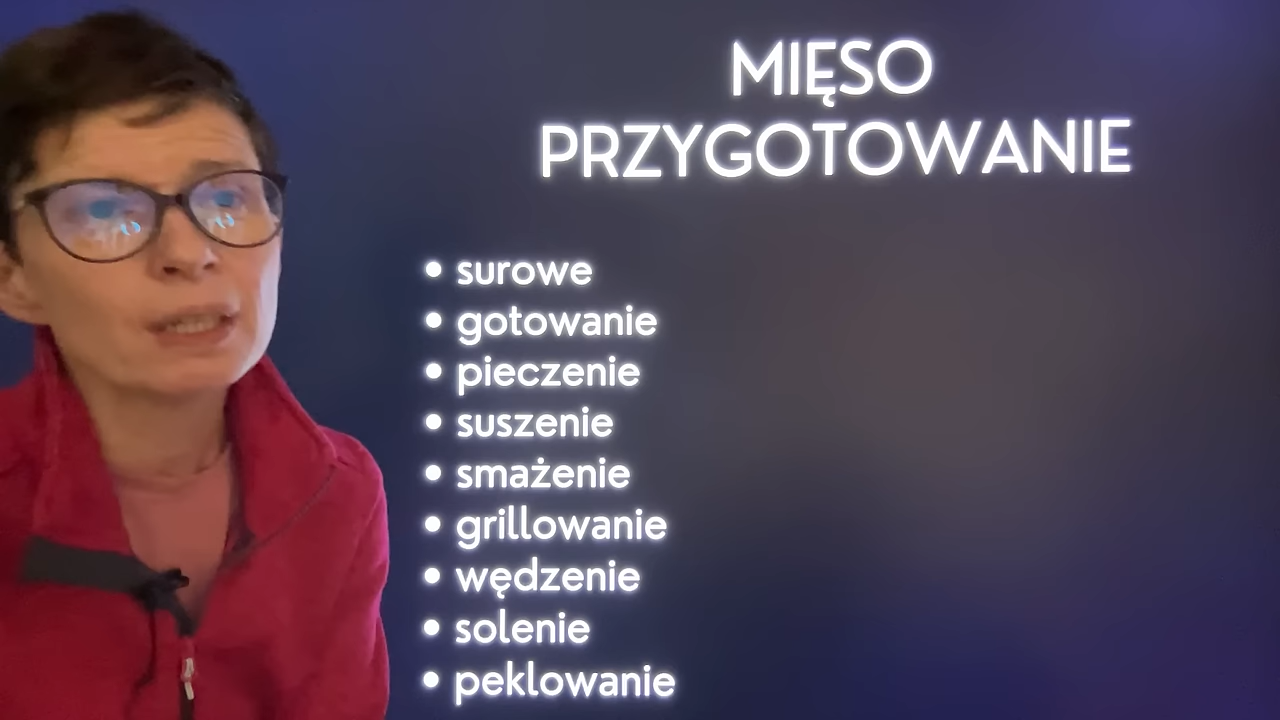 MIĘSO
PRZYGOTOWANIE
• surowe
• gotowanie
• pieczenie
• suszenie
• smażenie
• grillowanie
• wędzenie
• solenie
• peklowanie